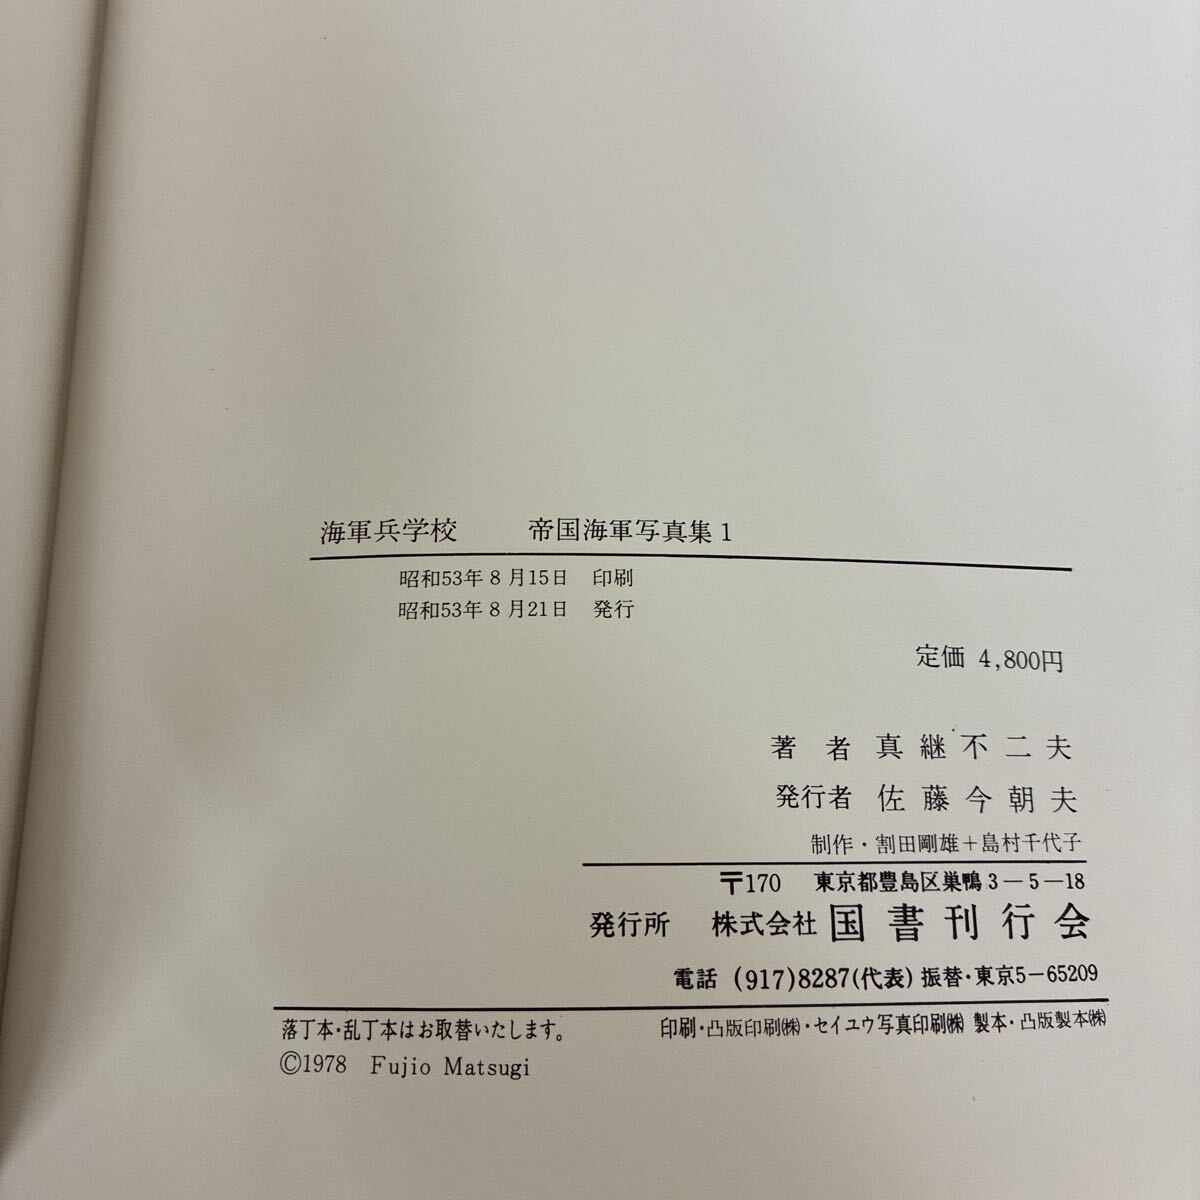 海軍兵学校　帝国海軍写真集1
昭和53年8月15日　印刷
昭和53年8月21日　発行
定価 4,800円
著者 真継不二夫
発行者 佐藤今朝夫
制作・割田剛雄＋島村千代子
〒170　東京都豊島区巣鴨3－5－18
発行所　株式会社 国書刊行会
電話 (917)8287(代表) 振替・東京5－65209
落丁本・乱丁本はお取替いたします。　印刷・凸版印刷㈱・セイユウ写真印刷㈱ 製本・凸版製本㈱
©1978　Fujio Matsugi